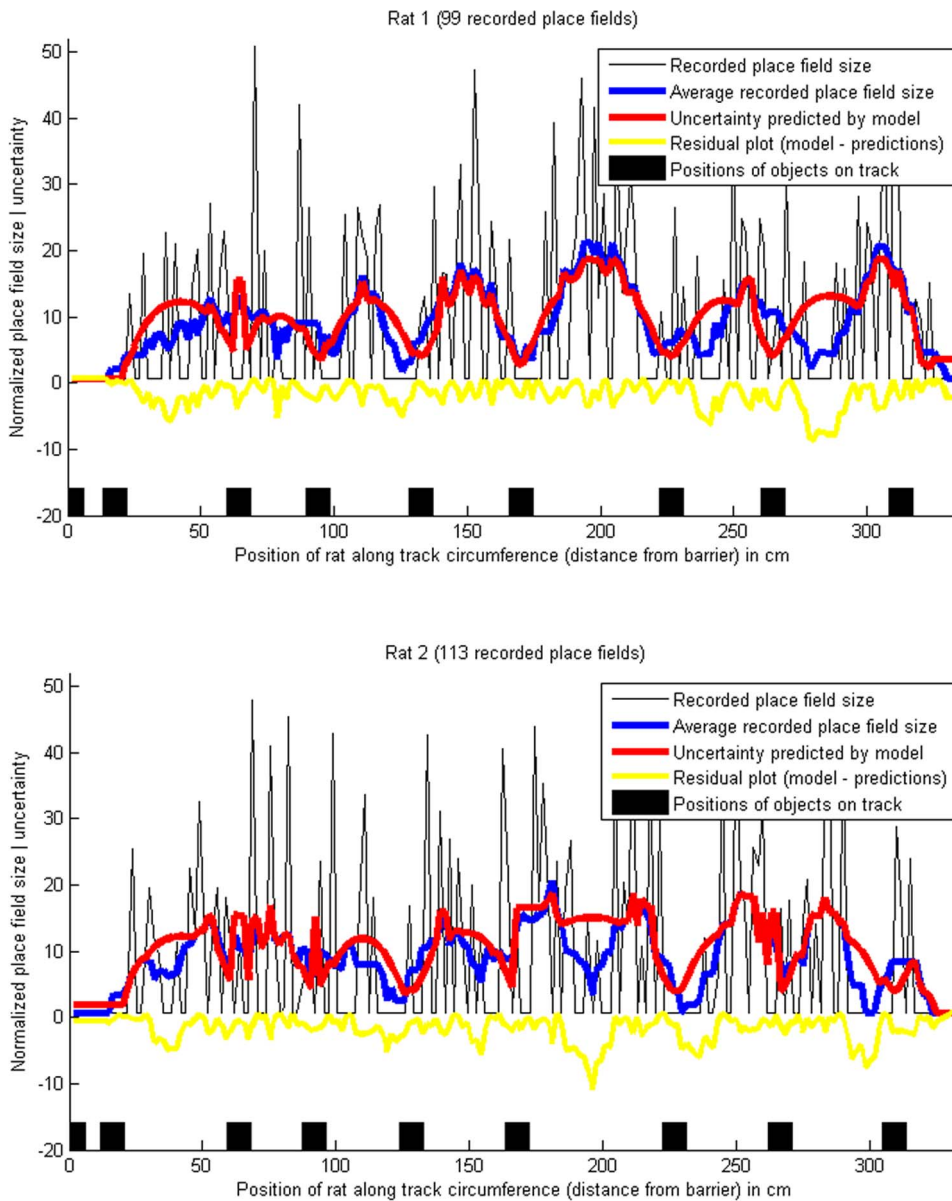 Rat 1 (99 recorded place fields)
Recorded place field size
Average recorded place field size
Uncertainty predicted by model
Residual plot (model - predictions)
Positions of objects on track
Normalized place field size | uncertainty
50
40
30
20
10
0
-10
-20
0
50
100
150
200
250
300
Position of rat along track circumference (distance from barrier) in cm
Rat 2 (113 recorded place fields)
Recorded place field size
Average recorded place field size
Uncertainty predicted by model
Residual plot (model - predictions)
Positions of objects on track
Normalized place field size | uncertainty
50
40
30
20
10
0
-10
-20
0
50
100
150
200
250
300
Position of rat along track circumference (distance from barrier) in cm